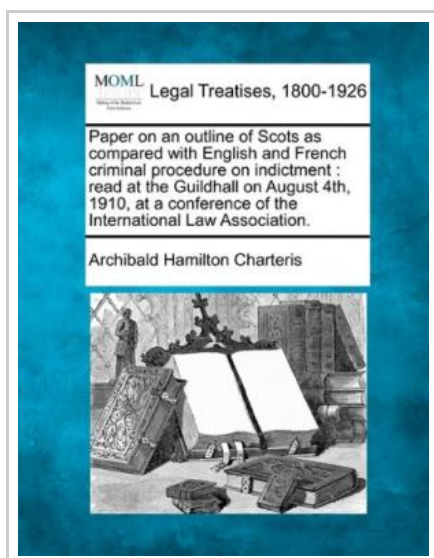 MOML
Legal Treatises, 1800-1926
Paper on an outline of Scots as
compared with English and French
criminal procedure on indictment :
read at the Guildhall on August 4th,
1910, at a conference of the
International Law Association.
Archibald Hamilton Charteris